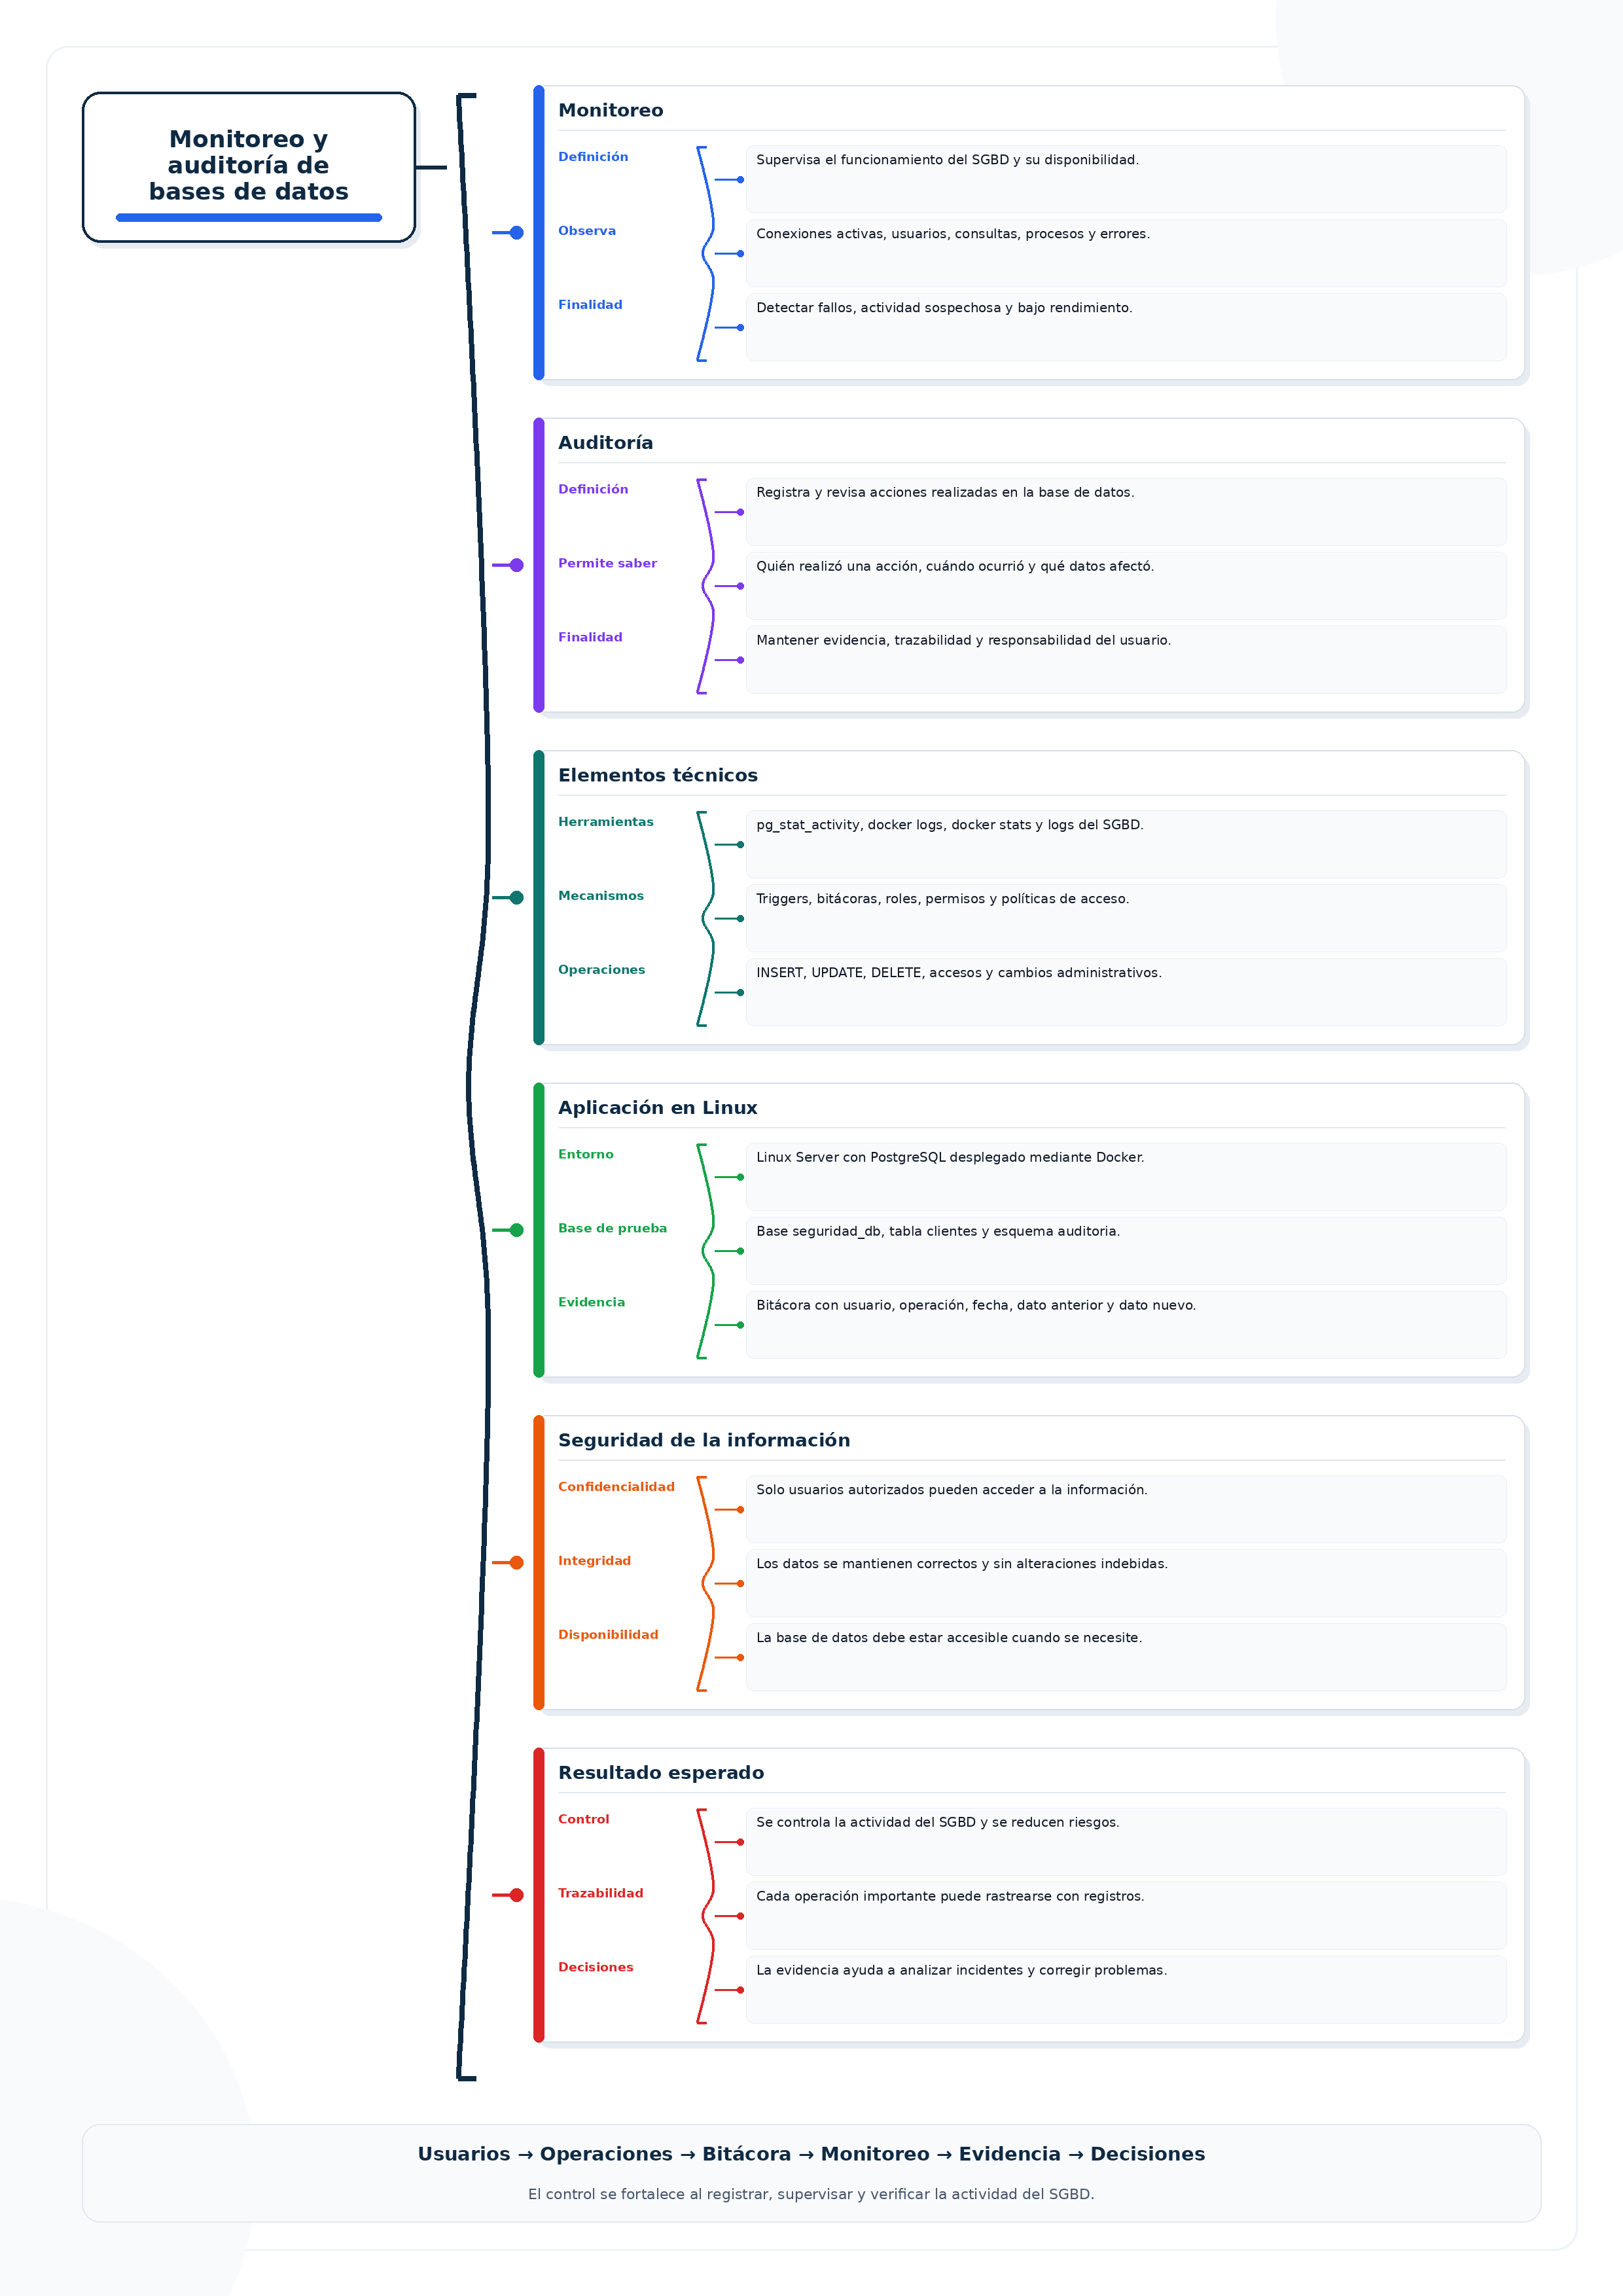 Monitoreo y
auditoría de
bases de datos
Monitoreo
Definición
Supervisa el funcionamiento del SGBD y su disponibilidad.
Observa
Conexiones activas, usuarios, consultas, procesos y errores.
Finalidad
Detectar fallos, actividad sospechosa y bajo rendimiento.
Auditoría
Definición
Registra y revisa acciones realizadas en la base de datos.
Permite saber
Quién realizó una acción, cuándo ocurrió y qué datos afectó.
Finalidad
Mantener evidencia, trazabilidad y responsabilidad del usuario.
Elementos técnicos
Herramientas
pg_stat_activity, docker logs, docker stats y logs del SGBD.
Mecanismos
Triggers, bitácoras, roles, permisos y políticas de acceso.
Operaciones
INSERT, UPDATE, DELETE, accesos y cambios administrativos.
Aplicación en Linux
Entorno
Linux Server con PostgreSQL desplegado mediante Docker.
Base de prueba
Base seguridad_db, tabla clientes y esquema auditoria.
Evidencia
Bitácora con usuario, operación, fecha, dato anterior y dato nuevo.
Seguridad de la información
Confidencialidad
Solo usuarios autorizados pueden acceder a la información.
Integridad
Los datos se mantienen correctos y sin alteraciones indebidas.
Disponibilidad
La base de datos debe estar accesible cuando se necesite.
Resultado esperado
Control
Se controla la actividad del SGBD y se reducen riesgos.
Trazabilidad
Cada operación importante puede rastrearse con registros.
Decisiones
La evidencia ayuda a analizar incidentes y corregir problemas.
Usuarios → Operaciones → Bitácora → Monitoreo → Evidencia → Decisiones
El control se fortalece al registrar, supervisar y verificar la actividad del SGBD.